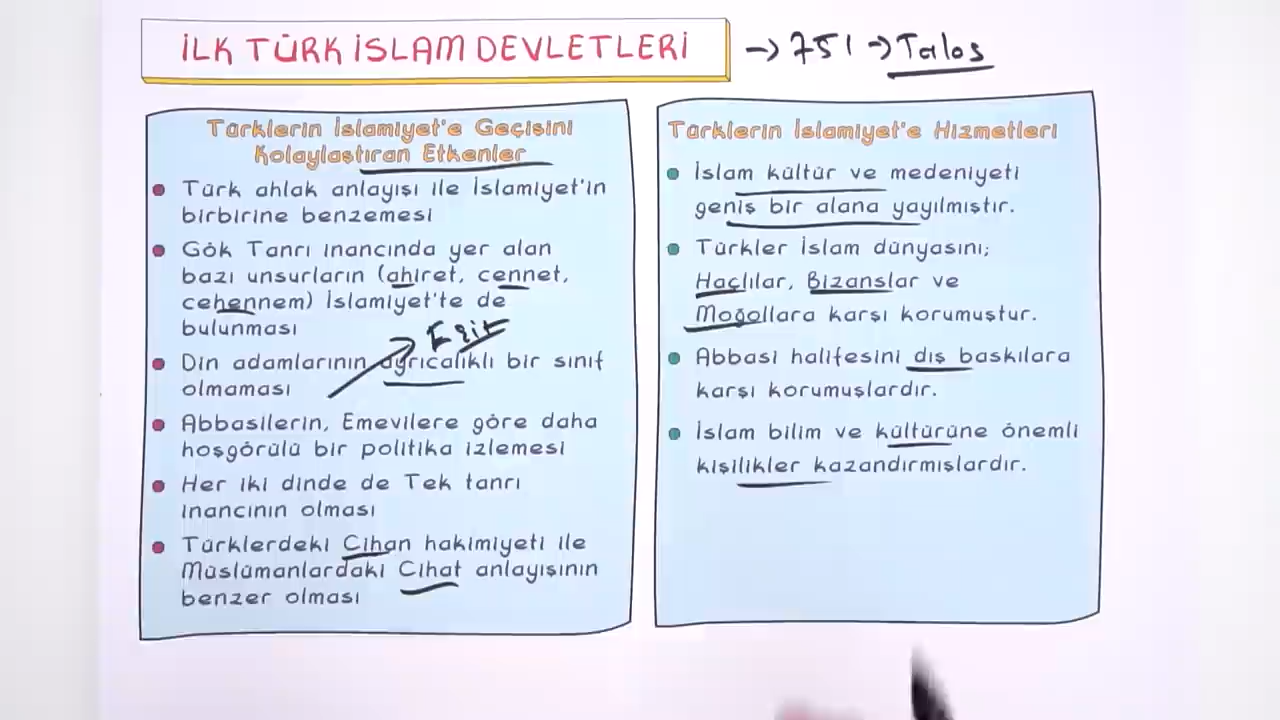 İLK TÜRK İSLAM DEVLETLERİ
→ 751 → Talas
Türklerin İslamiyet'e Geçişini
Kolaylaştıran Etkenler
Türk ahlak anlayışı ile İslamiyet'in
birbirine benzemesi
Gök Tanrı inancında yer alan
bazı unsurların (ahiret, cennet,
cehennem) İslamiyet'te de
bulunması
Eşit
Din adamlarının ayrıcalıklı bir sınıf
olmaması
Abbasilerin, Emevilere göre daha
hoşgörülü bir politika izlemesi
Her iki dinde de Tek tanrı
inancının olması
Türklerdeki Cihan hakimiyeti ile
Müslümanlardaki Cihat anlayışının
benzer olması
Türklerin İslamiyet'e Hizmetleri
İslam kültür ve medeniyeti
geniş bir alana yayılmıştır.
Türkler İslam dünyasını;
Haçlılar, Bizanslar ve
Moğollara karşı korumuştur.
Abbasi halifesini dış baskılara
karşı korumuşlardır.
İslam bilim ve kültürüne önemli
kişilikler kazandırmışlardır.